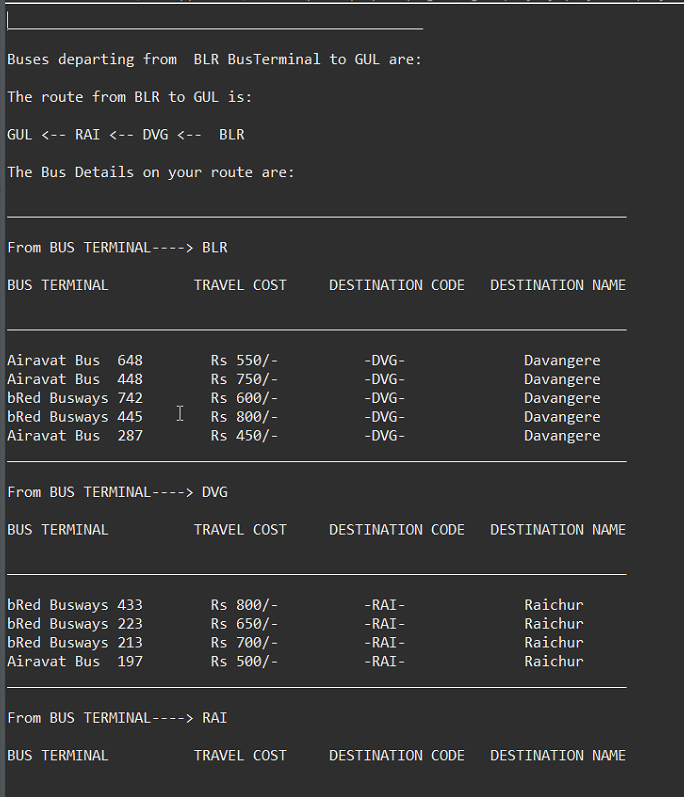 Buses departing from  BLR BusTerminal to GUL are:
The route from BLR to GUL is:
GUL <-- RAI <-- DVG <--  BLR
The Bus Details on your route are:
From BUS TERMINAL----> BLR
BUS TERMINAL          TRAVEL COST     DESTINATION CODE   DESTINATION NAME
Airavat Bus  648        Rs 550/-          -DVG-              Davangere
Airavat Bus  448        Rs 750/-          -DVG-              Davangere
bRed Busways 742        Rs 600/-          -DVG-              Davangere
bRed Busways 445        Rs 800/-          -DVG-              Davangere
Airavat Bus  287        Rs 450/-          -DVG-              Davangere
From BUS TERMINAL----> DVG
BUS TERMINAL          TRAVEL COST     DESTINATION CODE   DESTINATION NAME
bRed Busways 433        Rs 800/-          -RAI-              Raichur
bRed Busways 223        Rs 650/-          -RAI-              Raichur
bRed Busways 213        Rs 700/-          -RAI-              Raichur
Airavat Bus  197        Rs 500/-          -RAI-              Raichur
From BUS TERMINAL----> RAI
BUS TERMINAL          TRAVEL COST     DESTINATION CODE   DESTINATION NAME